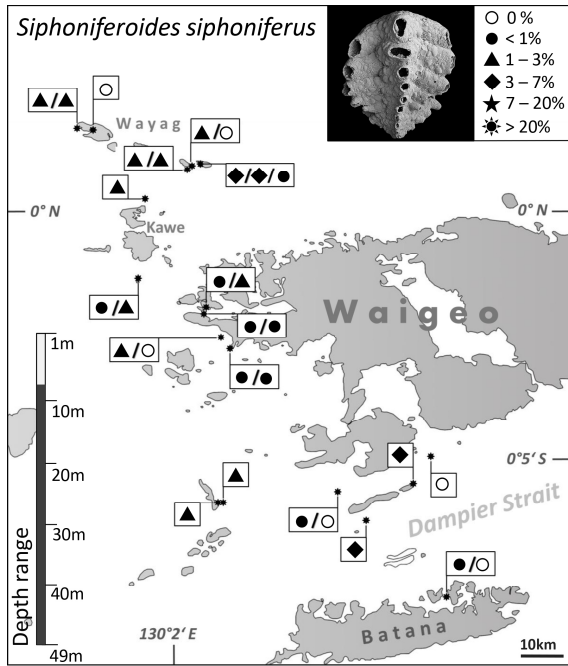 Siphoniferoides siphoniferus
0 %
< 1%
1 – 3%
3 – 7%
7 – 20%
> 20%
Wayag
0° N
0° N
Kawe
Waigeo
1m
10m
20m
30m
40m
49m
Depth range
0°5‘ S
Dampier Strait
130°2‘ E
Batana
10km